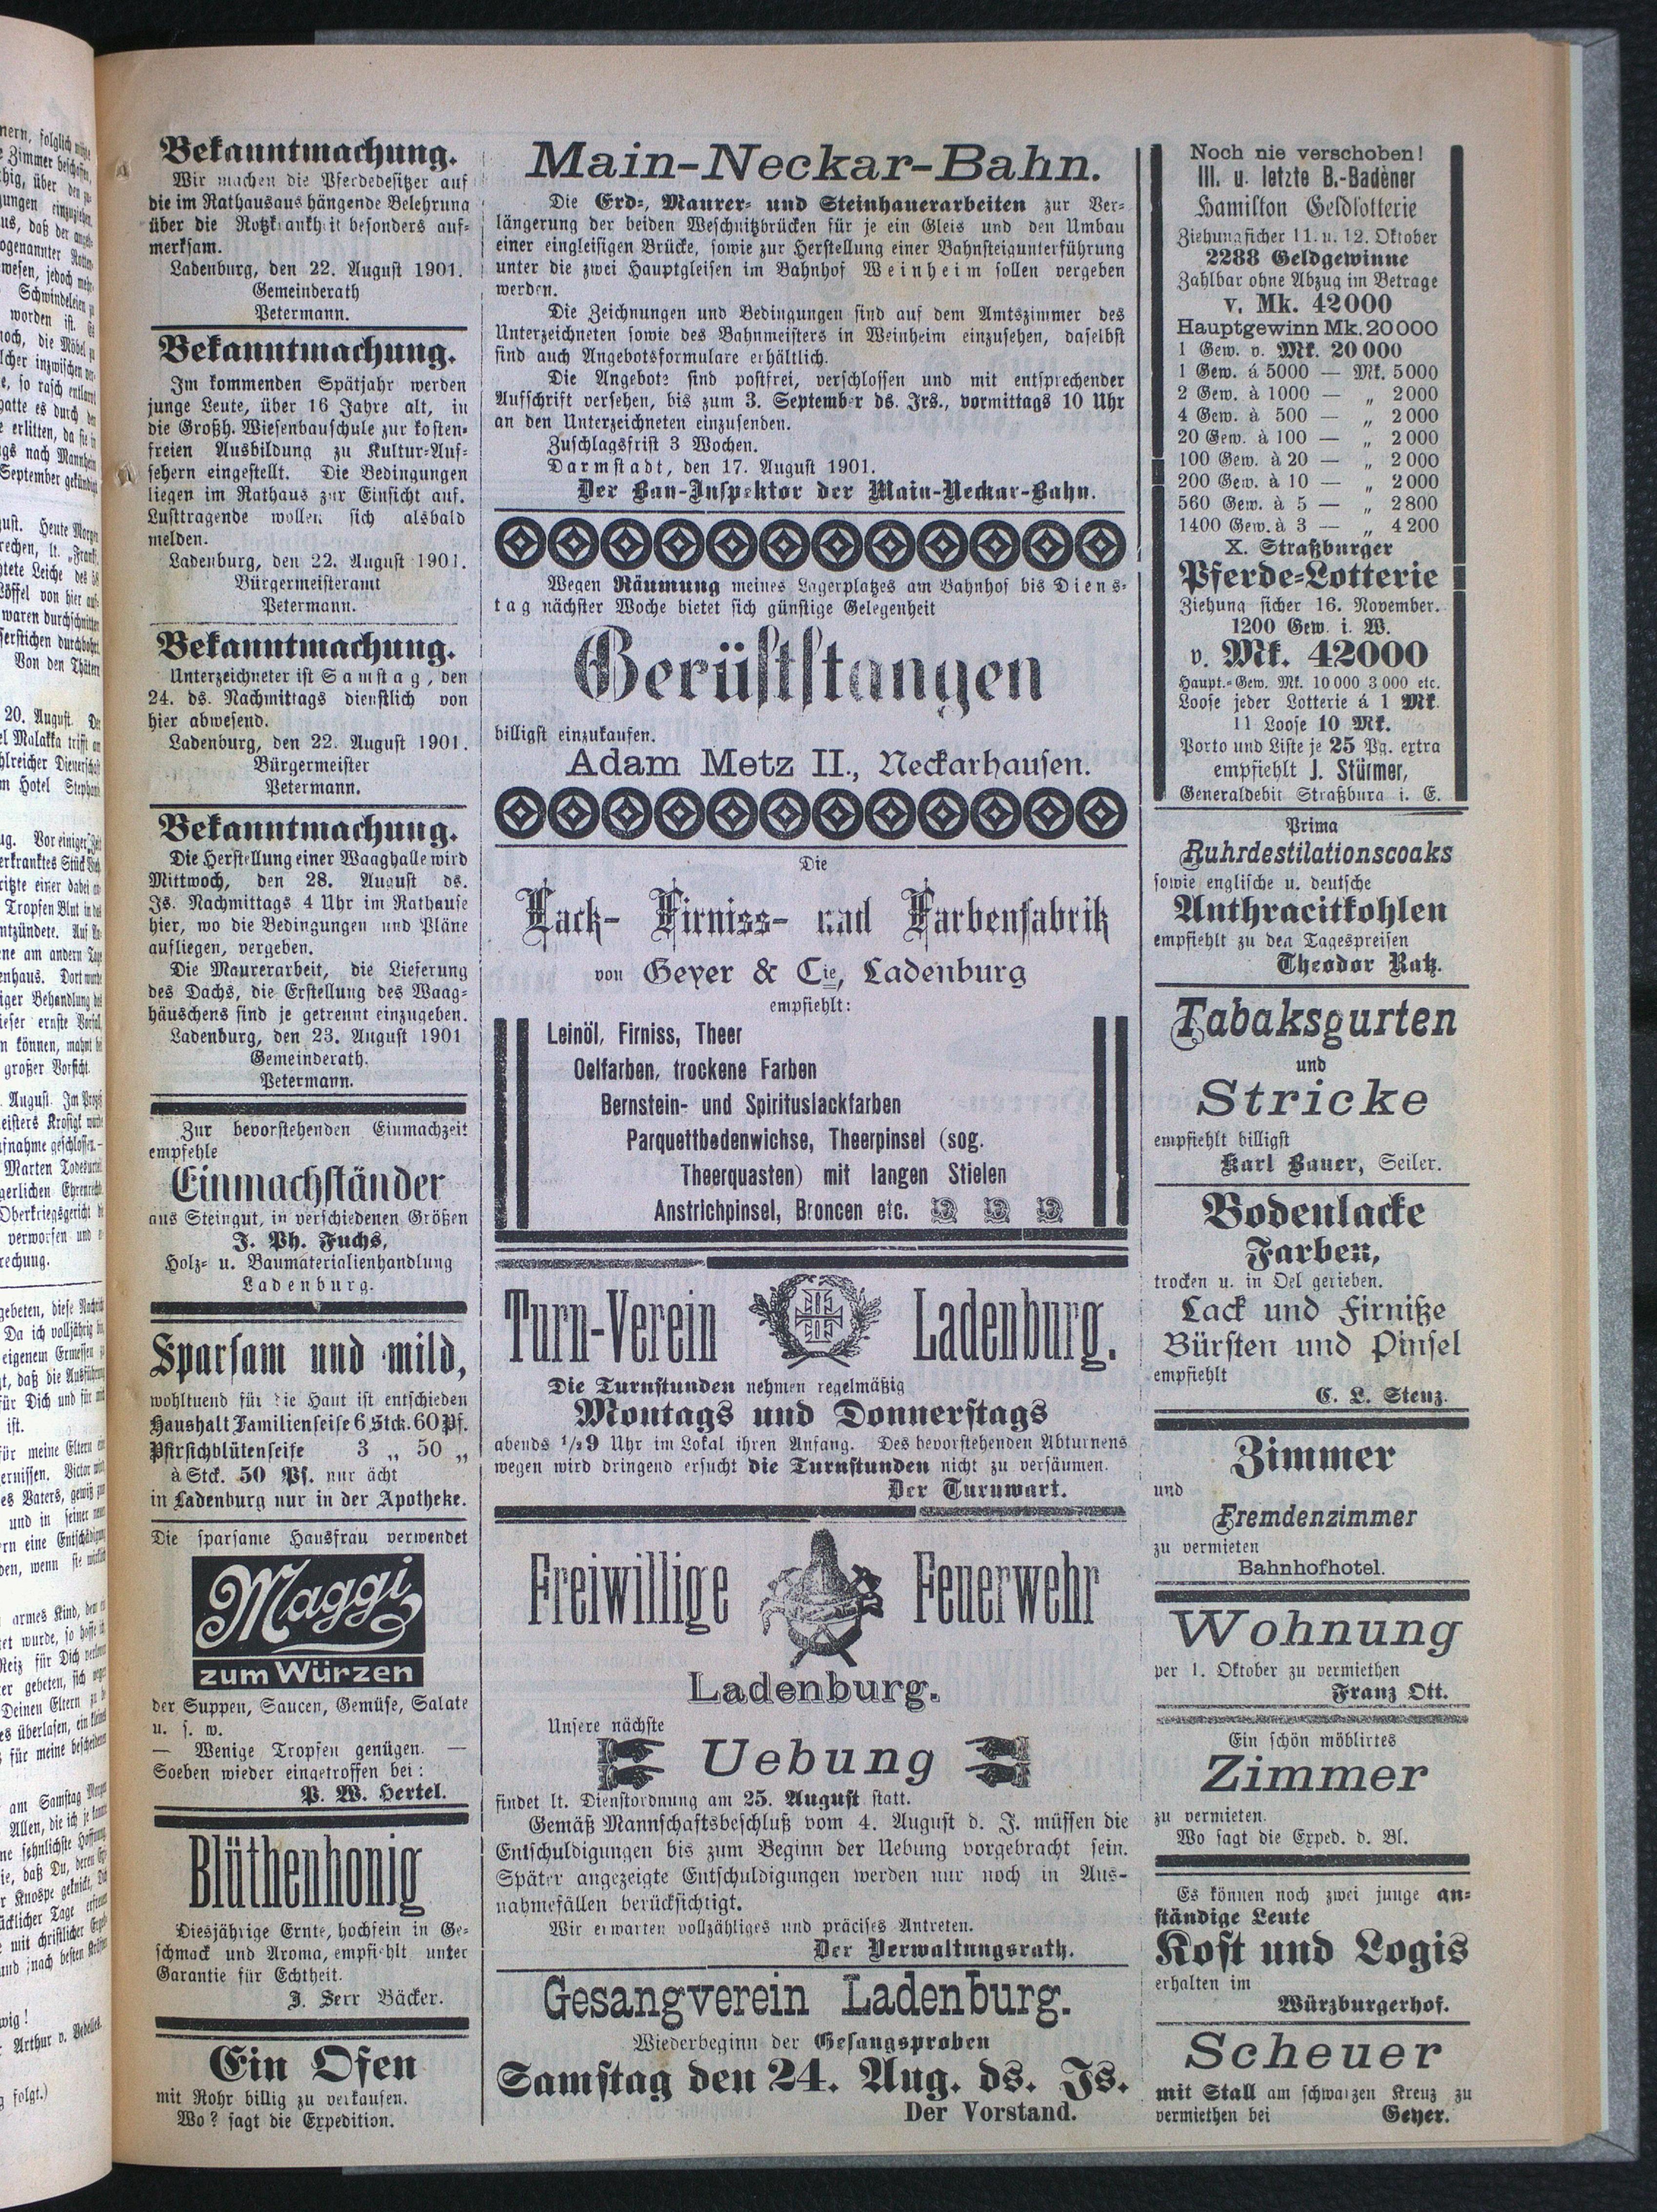 Bekanntmachung.
Wir machen die Pferdebesitzer auf
die im Rathausaushängende Belehrung
über die Rotzkrankheit besonders auf-
merksam.
Ladenburg, den 22. August 1901.
Gemeinderath
Petermann.
Bekanntmachung.
Im kommenden Spätjahr werden
junge Leute, über 16 Jahre alt, in
die Großh. Wiesenbauschule zur kosten-
freien Ausbildung zu Kultur-Auf-
sehern eingestellt. Die Bedingungen
liegen im Rathaus zur Einsicht auf.
Lusttragende wollen sich alsbald
melden.
Ladenburg, den 22. August 1901.
Bürgermeisteramt
Petermann.
Bekanntmachung.
Unterzeichneter ist Samstag, den
24. ds. Nachmittags dienstlich von
hier abwesend.
Ladenburg, den 22. August 1901.
Bürgermeister
Petermann.
Bekanntmachung.
Die Herstellung einer Waaghalle wird
Mittwoch, den 28. August ds.
Js. Nachmittags 4 Uhr im Rathause
hier, wo die Bedingungen und Pläne
aufliegen, vergeben.
Die Maurerarbeit, die Lieferung
des Dachs, die Erstellung des Waag-
häuschens sind je getrennt einzugeben.
Ladenburg, den 23. August 1901
Gemeinderath.
Petermann.
Zur bevorstehenden Einmachzeit
empfehle
Einmachständer
aus Steingut, in verschiedenen Größen
J. Ph. Fuchs,
Holz- u. Baumaterialienhandlung
Ladenburg.
Sparsam und mild,
wohltuend für die Haut ist entschieden
Haushalt Familienseife 6 Stck. 60 Pf.
Pfirsichblütenseife 3 „ 50 „
à Stck. 50 Pf. nur ächt
in Ladenburg nur in der Apotheke.
Die sparsame Hausfrau verwendet
Maggi
zum Würzen
der Suppen, Saucen, Gemüse, Salate
u. s. w.
— Wenige Tropfen genügen. —
Soeben wieder eingetroffen bei:
P. W. Hertel.
Blüthenhonig
Diesjährige Ernte, hochfein in Ge-
schmack und Aroma, empfiehlt unter
Garantie für Echtheit.
J. Serr Bäcker.
Ein Ofen
mit Rohr billig zu verkaufen.
Wo? sagt die Expedition.
Main-Neckar-Bahn.
Die Erd-, Maurer- und Steinhauerarbeiten zur Ver-
längerung der beiden Weschnitzbrücken für je ein Gleis und den Umbau
einer eingleisigen Brücke, sowie zur Herstellung einer Bahnsteigunterführung
unter die zwei Hauptgleisen im Bahnhof Weinheim sollen vergeben
werden.
Die Zeichnungen und Bedingungen sind auf dem Amtszimmer des
Unterzeichneten sowie des Bahnmeisters in Weinheim einzusehen, daselbst
sind auch Angebotsformulare erhältlich.
Die Angebote sind postfrei, verschlossen und mit entsprechender
Aufschrift versehen, bis zum 3. September ds. Jrs., vormittags 10 Uhr
an den Unterzeichneten einzusenden.
Zuschlagsfrist 3 Wochen.
Darmstadt, den 17. August 1901.
Der Bau-Inspektor der Main-Neckar-Bahn.
Wegen Räumung meines Lagerplatzes am Bahnhof bis Diens-
tag nächster Woche bietet sich günstige Gelegenheit
Gerüststangen
billigst einzukaufen.
Adam Metz II., Neckarhausen.
Die
Lack- Firniss- und Farbenfabrik
von Geyer & Cie, Ladenburg
empfiehlt:
Leinöl, Firniss, Theer
Oelfarben, trockene Farben
Bernstein- und Spirituslackfarben
Parquettbodenwichse, Theerpinsel (sog.
Theerquasten) mit langen Stielen
Anstrichpinsel, Broncen etc.
Turn-Verein Ladenburg.
Die Turnstunden nehmen regelmäßig
Montags und Donnerstags
abends 1/29 Uhr im Lokal ihren Anfang. Des bevorstehenden Abturnens
wegen wird dringend ersucht die Turnstunden nicht zu versäumen.
Der Turnwart.
Freiwillige Feuerwehr
Ladenburg.
Unsere nächste
Uebung
findet lt. Dienstordnung am 25. August statt.
Gemäß Mannschaftsbeschluß vom 4. August d. J. müssen die
Entschuldigungen bis zum Beginn der Uebung vorgebracht sein.
Später angezeigte Entschuldigungen werden nur noch in Aus-
nahmefällen berücksichtigt.
Wir erwarten vollzähliges und präcises Antreten.
Der Verwaltungsrath.
Gesangverein Ladenburg.
Wiederbeginn der Gesangsproben
Samstag den 24. Aug. ds. Js.
Der Vorstand.
Noch nie verschoben!
III. u. letzte B.-Badener
Hamilton Geldlotterie
Ziehung sicher 11. u. 12. Oktober
2288 Geldgewinne
Zahlbar ohne Abzug im Betrage
v. Mk. 42000
Hauptgewinn Mk. 20000
1 Gew. v. Mk. 20 000
1 Gew. á 5000 — Mk. 5000
2 Gew. à 1000 — „ 2000
4 Gew. à 500 — „ 2000
20 Gew. à 100 — „ 2000
100 Gew. à 20 — „ 2000
200 Gew. à 10 — „ 2000
560 Gew. à 5 — „ 2800
1400 Gew. à 3 — „ 4200
X. Straßburger
Pferde-Lotterie
Ziehung sicher 16. November.
1200 Gew. i. W.
v. Mk. 42000
Haupt-Gew. Mk. 10000 3000 etc.
Loose jeder Lotterie á 1 Mk.
11 Loose 10 Mk.
Porto und Liste je 25 Pg. extra
empfiehlt J. Stürmer,
Generaldebit Straßburg i. E.
Prima
Ruhrdestilationscoaks
sowie englische u. deutsche
Anthracitkohlen
empfiehlt zu den Tagespreisen
Theodor Katz.
Tabaksgurten
und
Stricke
empfiehlt billigst
Karl Bauer, Seiler.
Bodenlacke
Farben,
trocken u. in Oel gerieben.
Lack und Firnitze
Bürsten und Pinsel
empfiehlt
C. L. Stenz.
Zimmer
und
Fremdenzimmer
zu vermieten
Bahnhofhotel.
Wohnung
per 1. Oktober zu vermiethen
Franz Ott.
Ein schön möblirtes
Zimmer
zu vermieten.
Wo sagt die Exped. d. Bl.
Es können noch zwei junge an-
ständige Leute
Kost und Logis
erhalten im
Würzburgerhof.
Scheuer
mit Stall am schwarzen Kreuz zu
vermiethen bei Geyer.